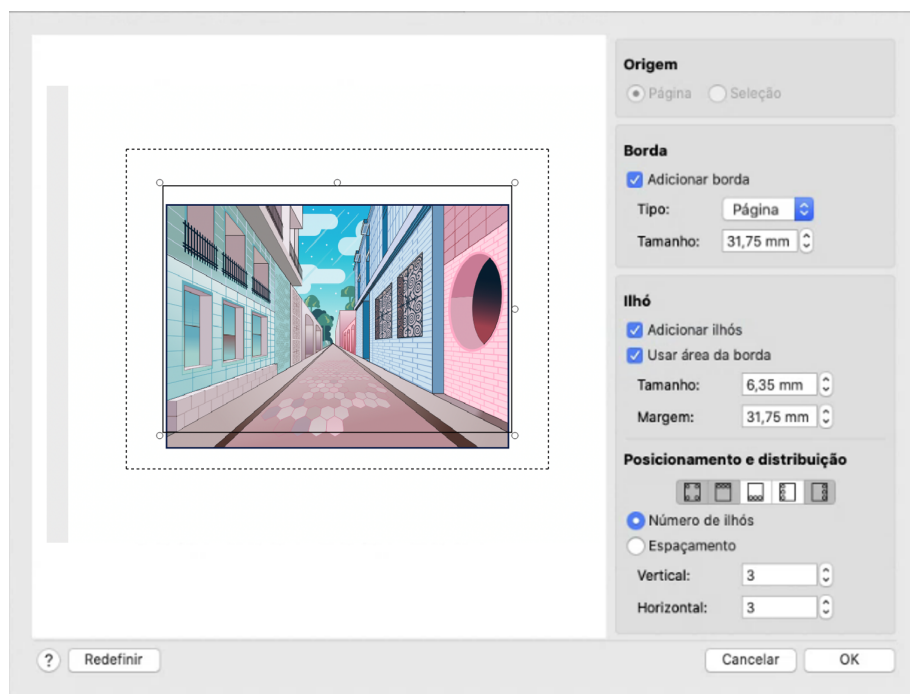 Origem
Página Seleção
Borda
Adicionar borda
Tipo: Página
Tamanho: 31,75 mm
Ilhó
Adicionar ilhós
Usar área da borda
Tamanho: 6,35 mm
Margem: 31,75 mm
Posicionamento e distribuição
Número de ilhós
Espaçamento
Vertical: 3
Horizontal: 3
? Redefinir Cancelar OK